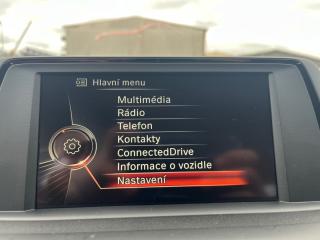 Hlavní menu
Multimédia
Rádio
Telefon
Kontakty
ConnectedDrive
Informace o vozidle
Nastavení